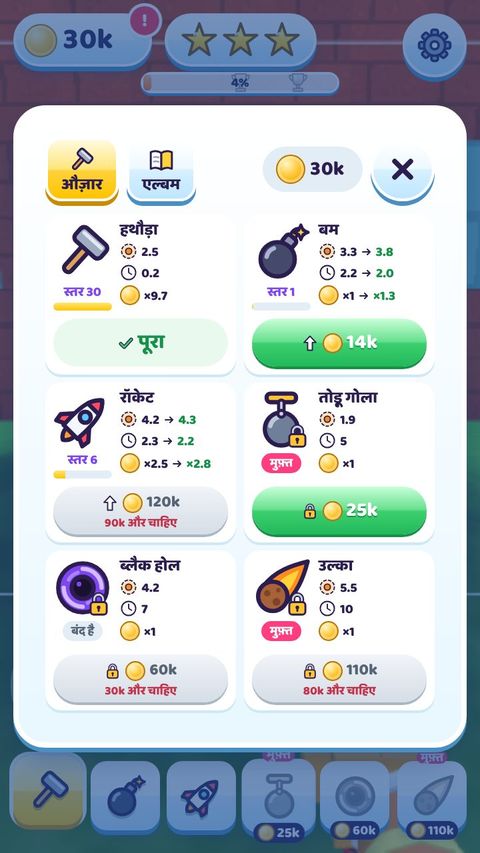 30k
!
4%
औज़ार
एल्बम
30k
हथौड़ा
2.5
0.2
×9.7
स्तर 30
पूरा
बम
3.3 → 3.8
2.2 → 2.0
×1 → ×1.3
स्तर 1
14k
रॉकेट
4.2 → 4.3
2.3 → 2.2
×2.5 → ×2.8
स्तर 6
120k
90k और चाहिए
तोड़ू गोला
1.9
5
×1
मुफ़्त
25k
ब्लैक होल
4.2
7
×1
बंद है
60k
30k और चाहिए
उल्का
5.5
10
×1
मुफ़्त
110k
80k और चाहिए
मुफ़्त
मुफ़्त
25k
60k
110k